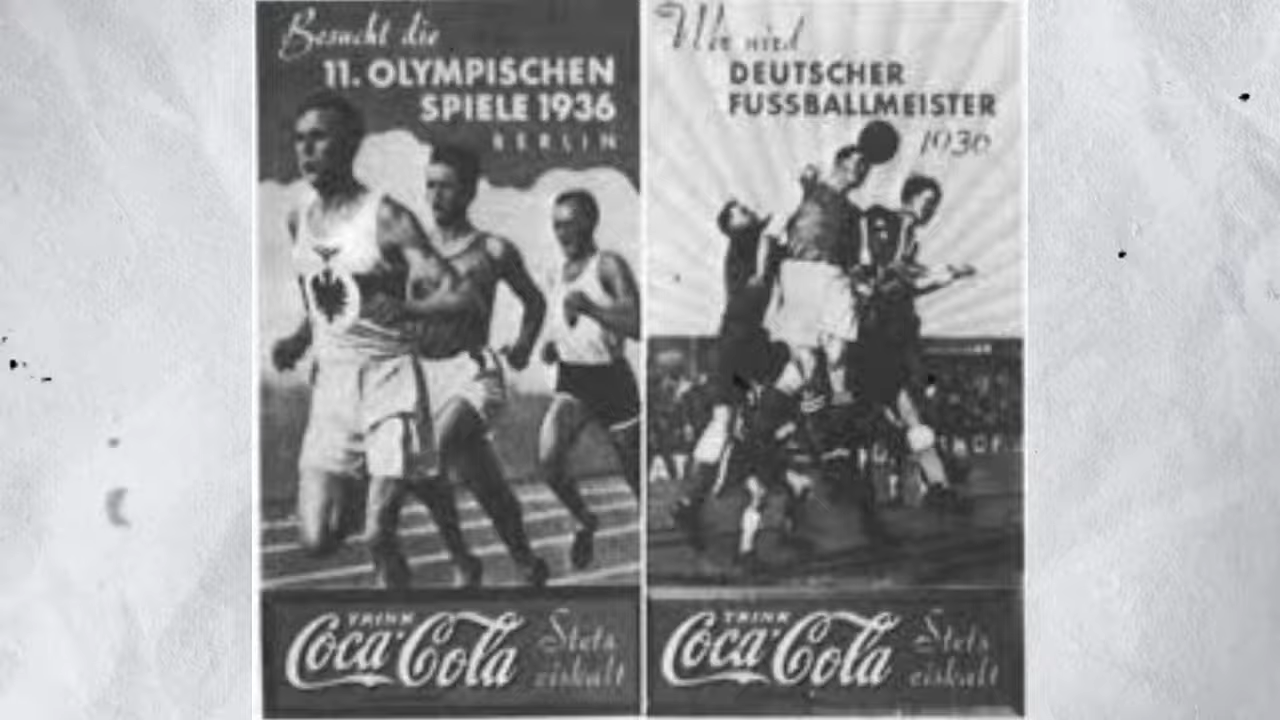 Besucht die
11. OLYMPISCHEN
SPIELE 1936
BERLIN
TRINK
Coca-Cola
Stets
eiskalt
Wer wird
DEUTSCHER
FUSSBALLMEISTER
1936
TRINK
Coca-Cola
Stets
eiskalt